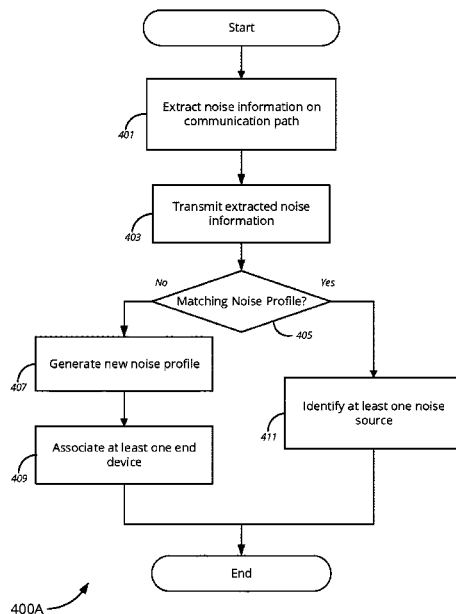 Start
Extract noise information on
communication path
401
Transmit extracted noise
information
403
No
Yes
Matching Noise Profile?
405
Generate new noise profile
407
Identify at least one noise
source
411
Associate at least one end
device
409
End
400A